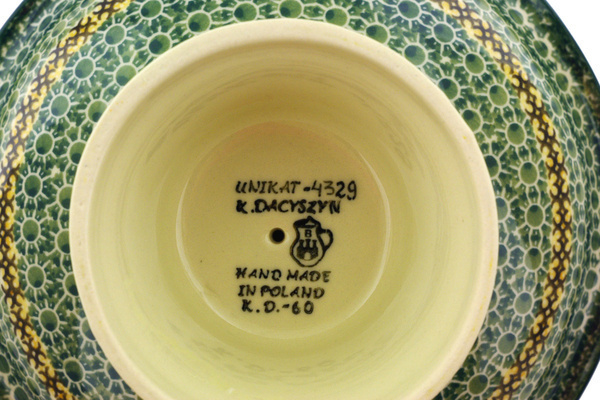 UNIKAT-4329
K.DACYSZYN
B
HAND MADE
IN POLAND
K.D.-60